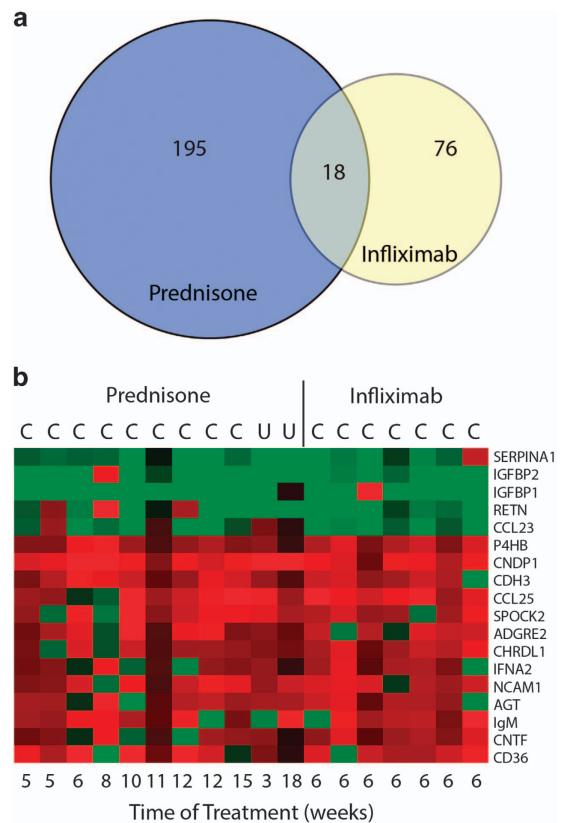 a
195
18
76
Infliximab
Prednisone
b
Prednisone Infliximab
C C C C C C C C C U U C C C C C C C
SERPINA1
IGFBP2
IGFBP1
RETN
CCL23
P4HB
CNDP1
CDH3
CCL25
SPOCK2
ADGRE2
CHRDL1
IFNA2
NCAM1
AGT
IgM
CNTF
CD36
5 5 6 8 10 11 12 12 15 3 18 6 6 6 6 6 6 6
Time of Treatment (weeks)